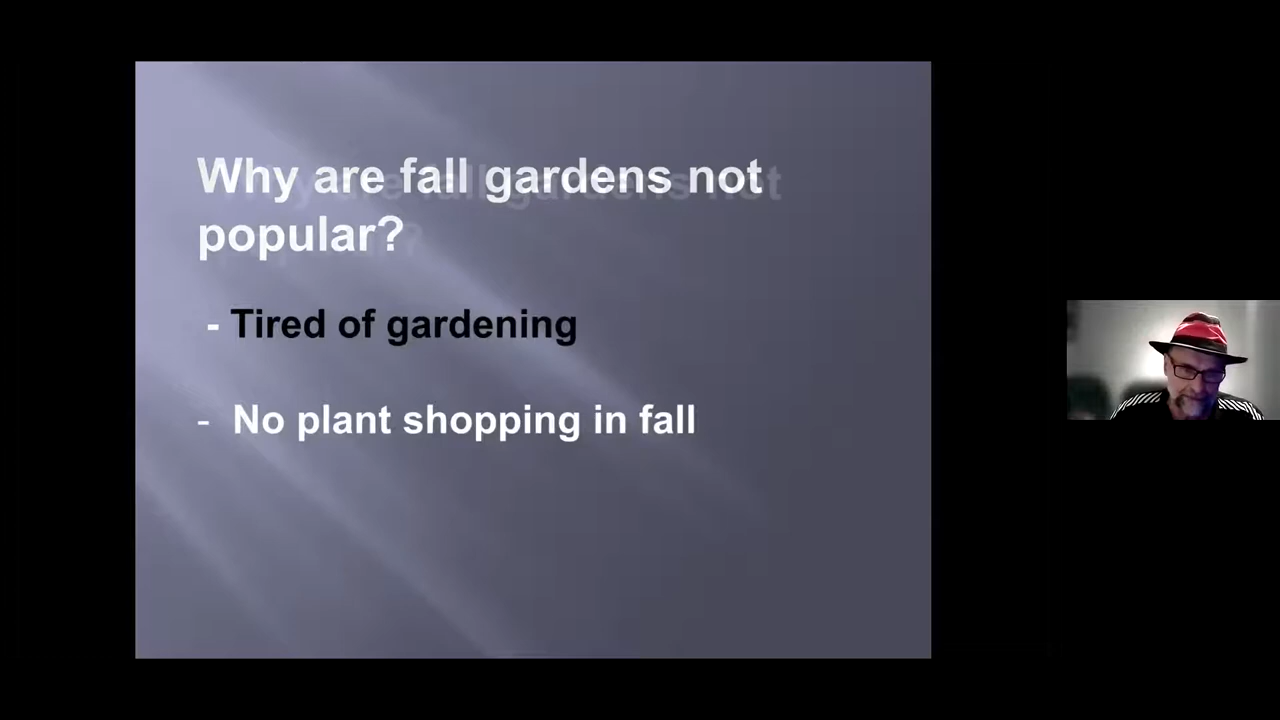 Why are fall gardens not
popular?
- Tired of gardening
- No plant shopping in fall